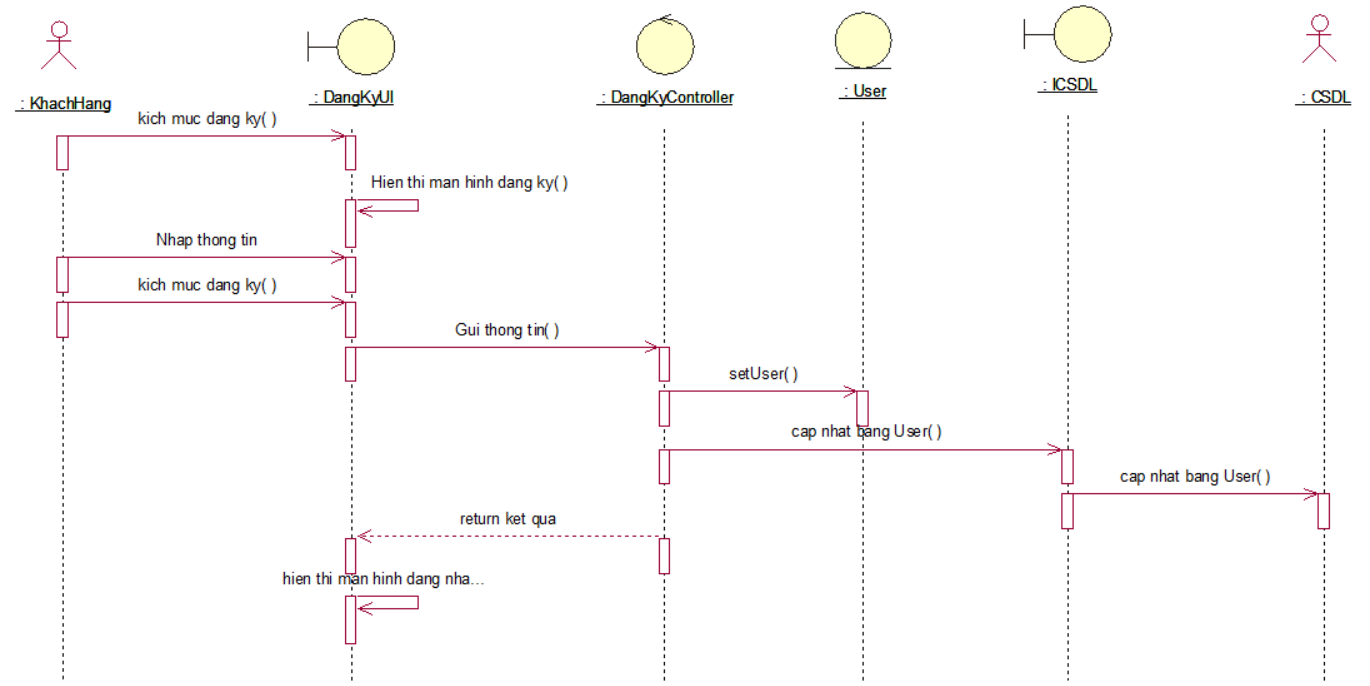 : KhachHang
: DangKyUI
: DangKyController
: User
: ICSDL
: CSDL
kich muc dang ky( )
Hien thi man hinh dang ky( )
Nhap thong tin
kich muc dang ky( )
Gui thong tin( )
setUser( )
cap nhat bang User( )
cap nhat bang User( )
return ket qua
hien thi man hinh dang nha...